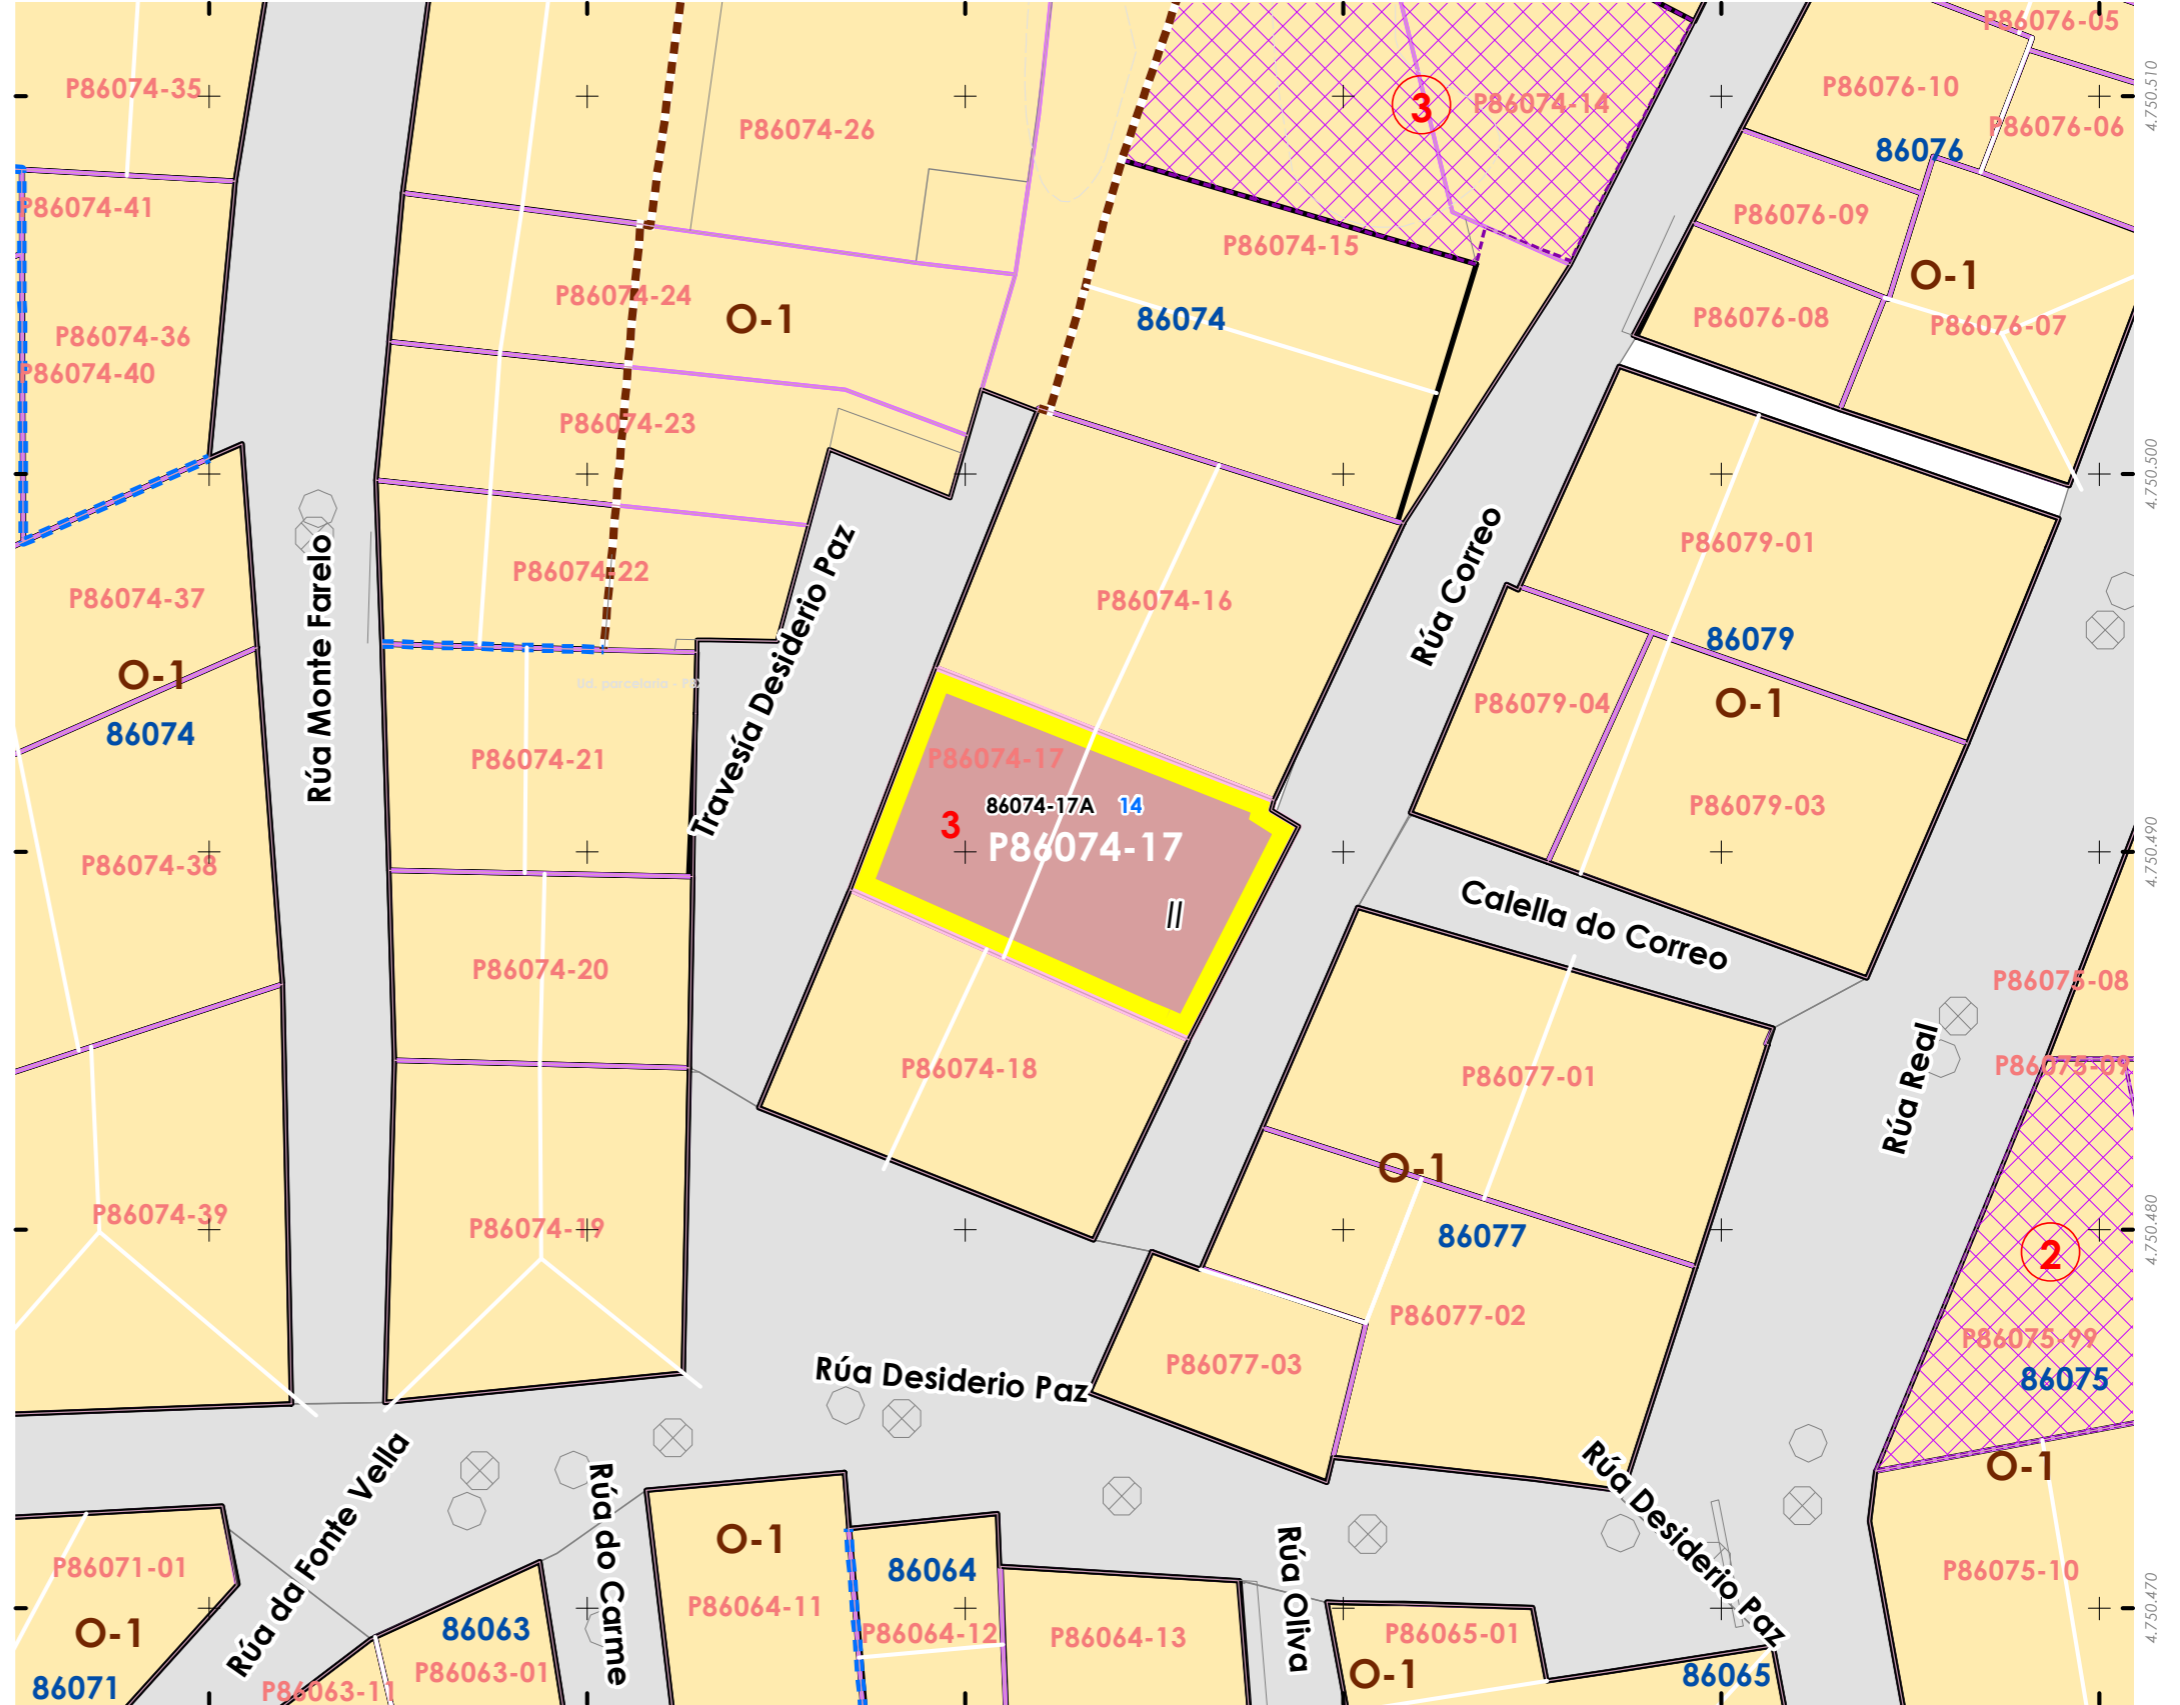 P86076-05
P86074-35
P86076-10
4.750.510
3
P86074-14
P86074-26
P86076-06
86076
P86074-41
P86076-09
P86074-15
O-1
P86074-24
O-1
86074
P86076-08
P86076-07
P86074-36
P86074-40
P86074-23
4.750.500
P86079-01
P86074-22
Rúa Correo
P86074-37
P86074-16
86079
Rúa Monte Farelo
Travesía Desiderio Paz
O-1
Ud. parcelaria - P
P86079-04
O-1
86074
P86074-21
P86074-17
86074-17A 14
P86079-03
3
P86074-17
4.750.490
P86074-38
II
Calella do Correo
P86074-20
P86075-08
P86074-18
P86077-01
P86075-09
Rúa Real
O-1
P86074-39
P86074-19
86077
4.750.480
2
P86077-02
P86075-99
P86077-03
Rúa Desiderio Paz
86075
O-1
Rúa da Fonte Vella
Rúa do Carme
Rúa Desiderio Paz
O-1
P86071-01
86064
P86075-10
Rúa Oliva
P86064-11
4.750.470
O-1
86063
P86064-12
P86064-13
P86065-01
P86063-01
O-1
86065
86071
P86063-11